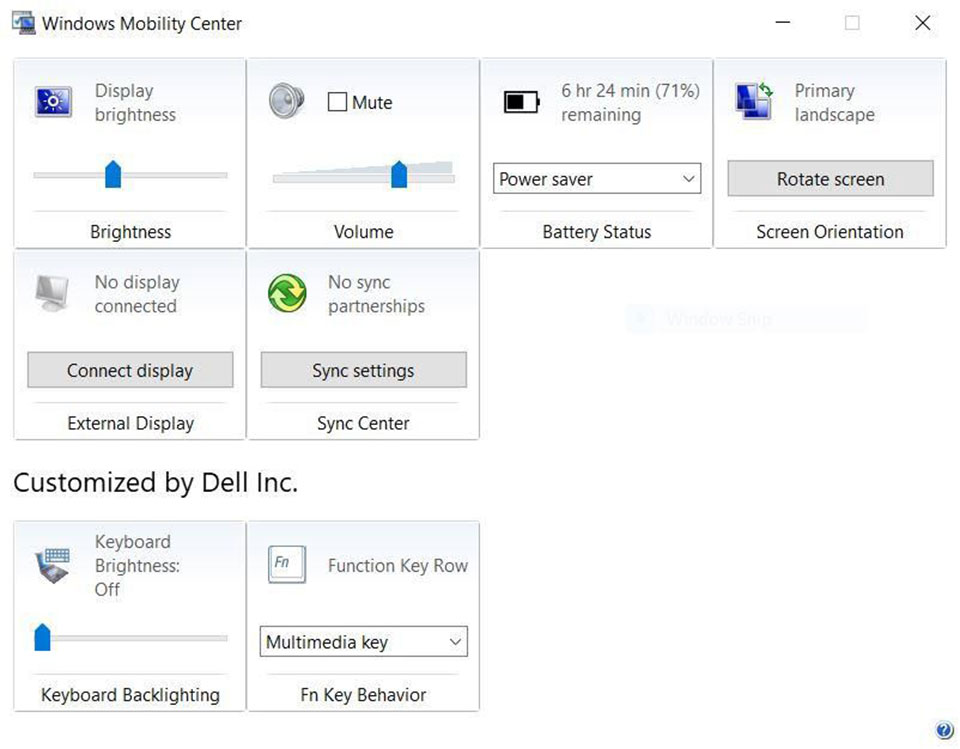 Windows Mobility Center
Display
brightness
Brightness
Mute
Volume
6 hr 24 min (71%)
remaining
Power saver
Battery Status
Primary
landscape
Rotate screen
Screen Orientation
No display
connected
Connect display
External Display
No sync
partnerships
Sync settings
Sync Center
Window Snip
Customized by Dell Inc.
Keyboard
Brightness:
Off
Keyboard Backlighting
Fn
Function Key Row
Multimedia key
Fn Key Behavior
?